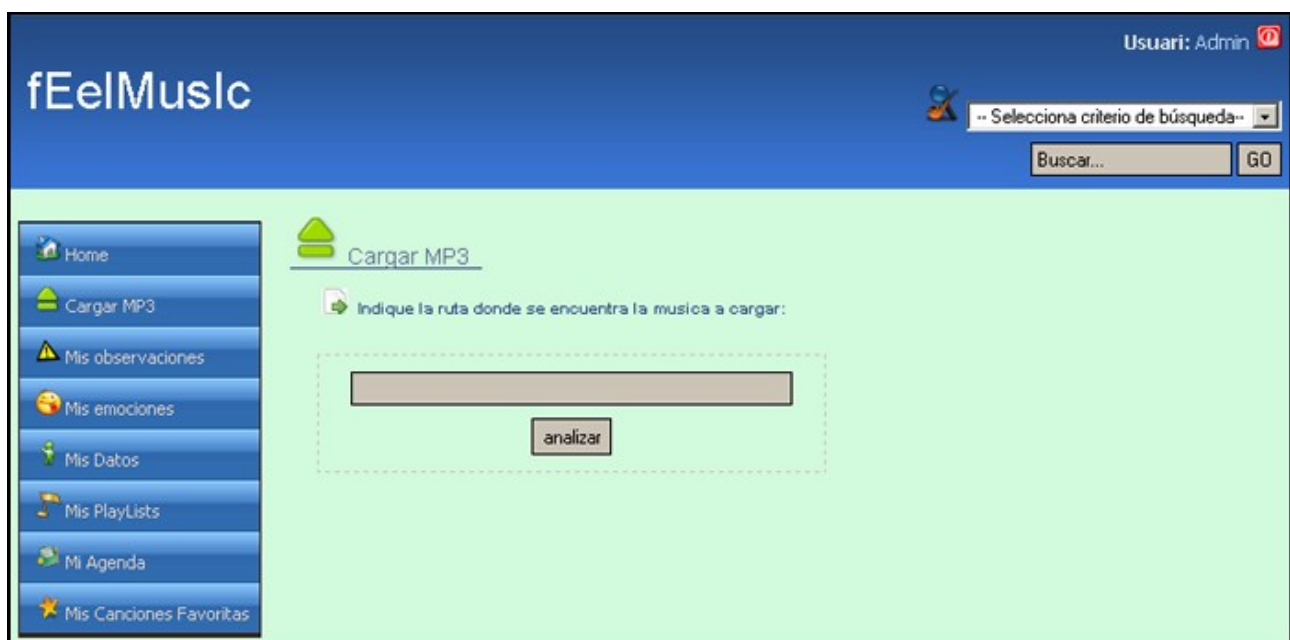 Usuari: Admin
fEelMusIc
-- Selecciona criterio de búsqueda--
Buscar...
GO
Home
Cargar MP3
Mis observaciones
Mis emociones
Mis Datos
Mis PlayLists
Mi Agenda
Mis Canciones Favoritas
Cargar MP3
Indique la ruta donde se encuentra la musica a cargar:
analizar